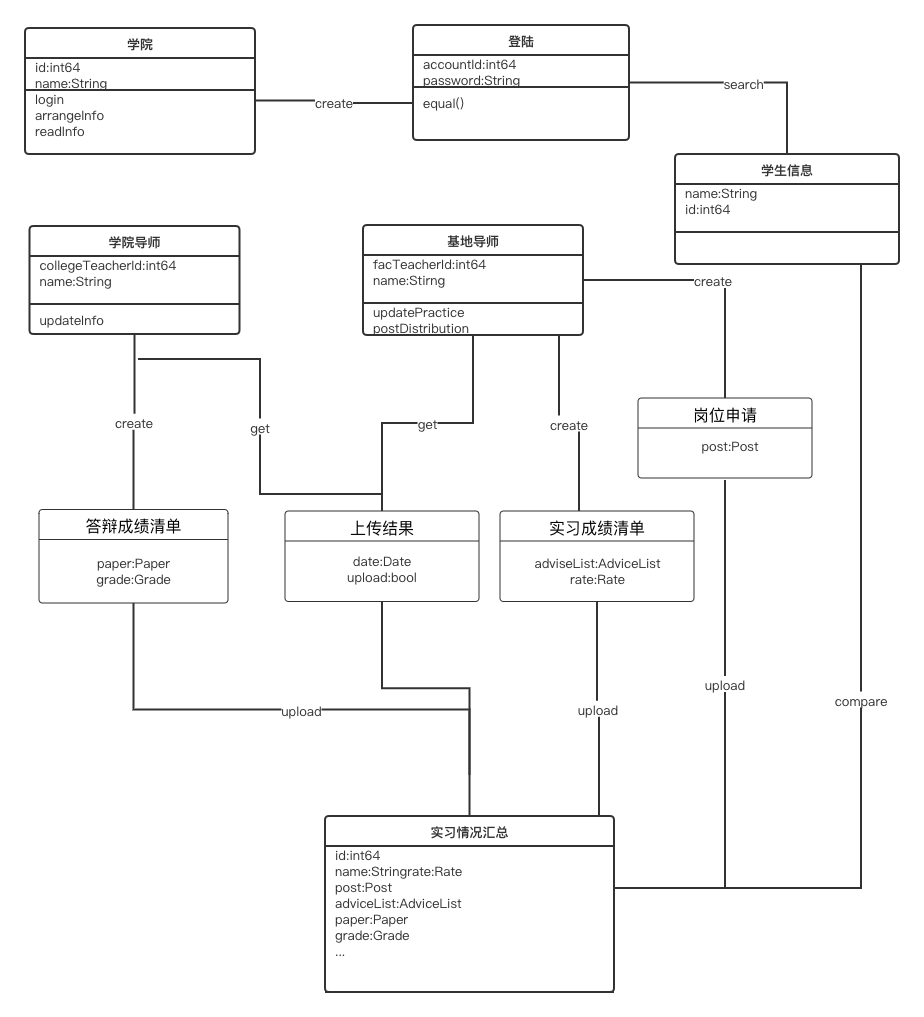 学院
id:int64
name:String
login
arrangeInfo
readInfo
create
登陆
accountId:int64
password:String
equal()
search
学生信息
name:String
id:int64
学院导师
collegeTeacherId:int64
name:String
updateInfo
基地导师
facTeacherId:int64
name:Stirng
updatePractice
postDistribution
create
create
get
get
create
岗位申请
post:Post
答辩成绩清单
paper:Paper
grade:Grade
上传结果
date:Date
upload:bool
实习成绩清单
adviseList:AdviceList
rate:Rate
upload
upload
upload
compare
实习情况汇总
id:int64
name:Stringrate:Rate
post:Post
adviceList:AdviceList
paper:Paper
grade:Grade
...